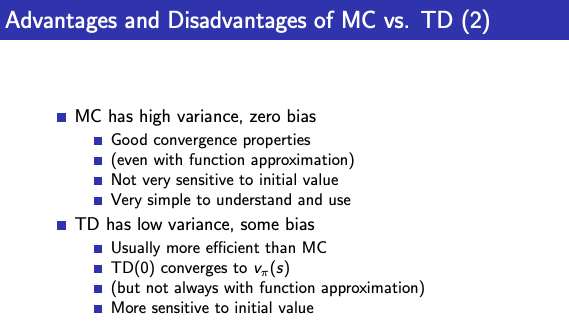 Advantages and Disadvantages of MC vs. TD (2)
MC has high variance, zero bias
Good convergence properties
(even with function approximation)
Not very sensitive to initial value
Very simple to understand and use
TD has low variance, some bias
Usually more efficient than MC
TD(0) converges to vπ(s)
(but not always with function approximation)
More sensitive to initial value